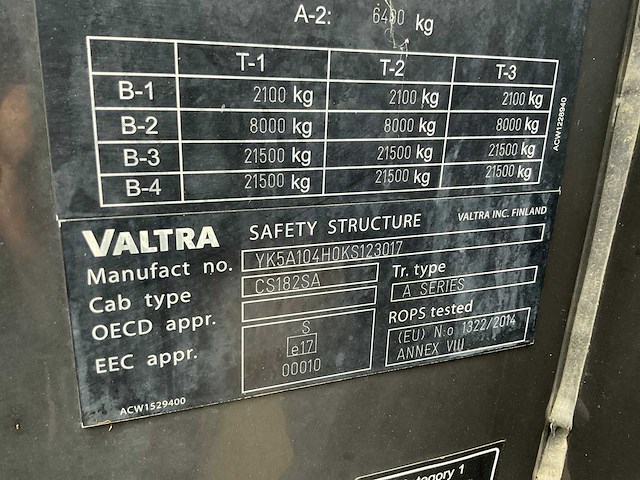 A-2: 6400 kg
T-1 T-2 T-3
B-1 2100 kg 2100 kg 2100 kg
B-2 8000 kg 8000 kg 8000 kg
B-3 21500 kg 21500 kg 21500 kg
B-4 21500 kg 21500 kg 21500 kg
ACW1228940
VALTRA SAFETY STRUCTURE VALTRA INC. FINLAND
Manufact no. YK5A104H0KS123017
Cab type CS182SA Tr. type
OECD appr. A SERIES
EEC appr. S ROPS tested
e17 (EU) N:o 1322/2014
00010 ANNEX VIII
ACW1529400
category 1